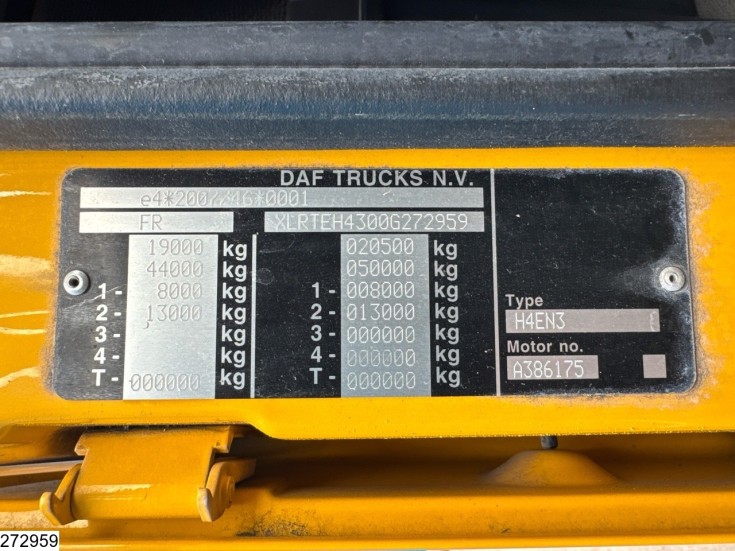 DAF TRUCKS N.V.
e4*2007/46*0001
FR XLRTEH4300G272959
19000 kg 020500 kg
44000 kg 050000 kg
1 - 8000 kg 1 - 008000 kg
2 - 13000 kg 2 - 013000 kg
3 - kg 3 - 000000 kg
4 - kg 4 - 000000 kg
T - 000000 kg T - 000000 kg
Type
H4EN3
Motor no.
A386175
272959